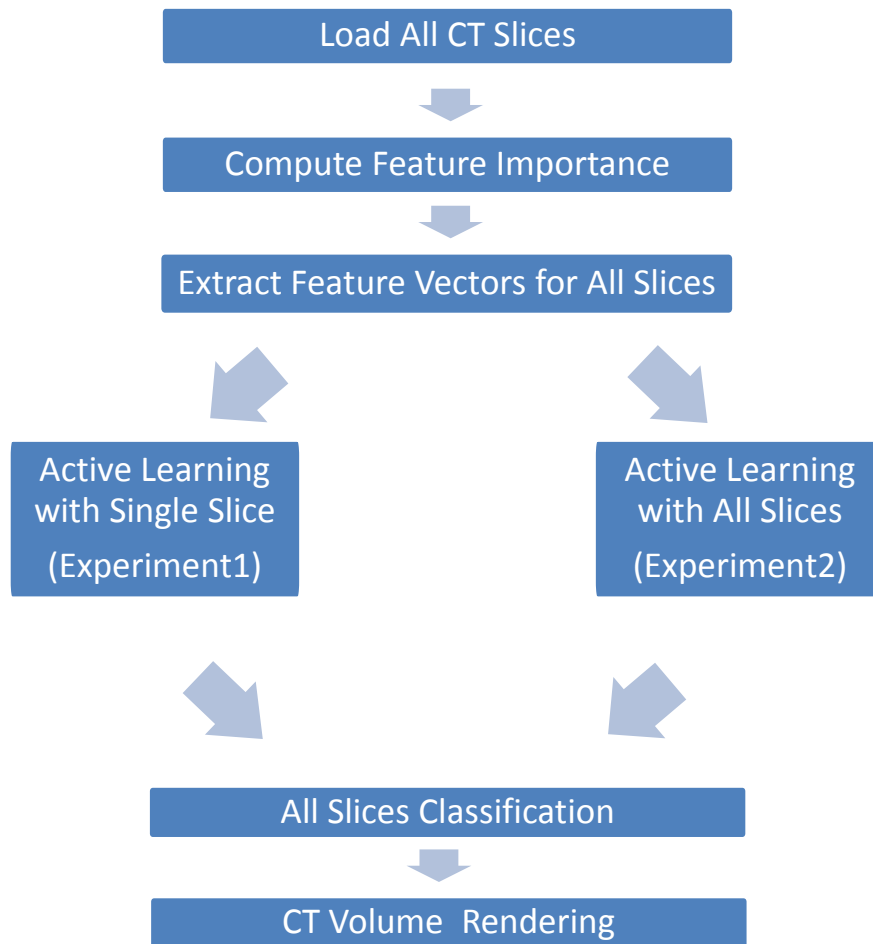 Load All CT Slices
Compute Feature Importance
Extract Feature Vectors for All Slices
Active Learning
with Single Slice
(Experiment1)
Active Learning
with All Slices
(Experiment2)
All Slices Classification
CT Volume  Rendering